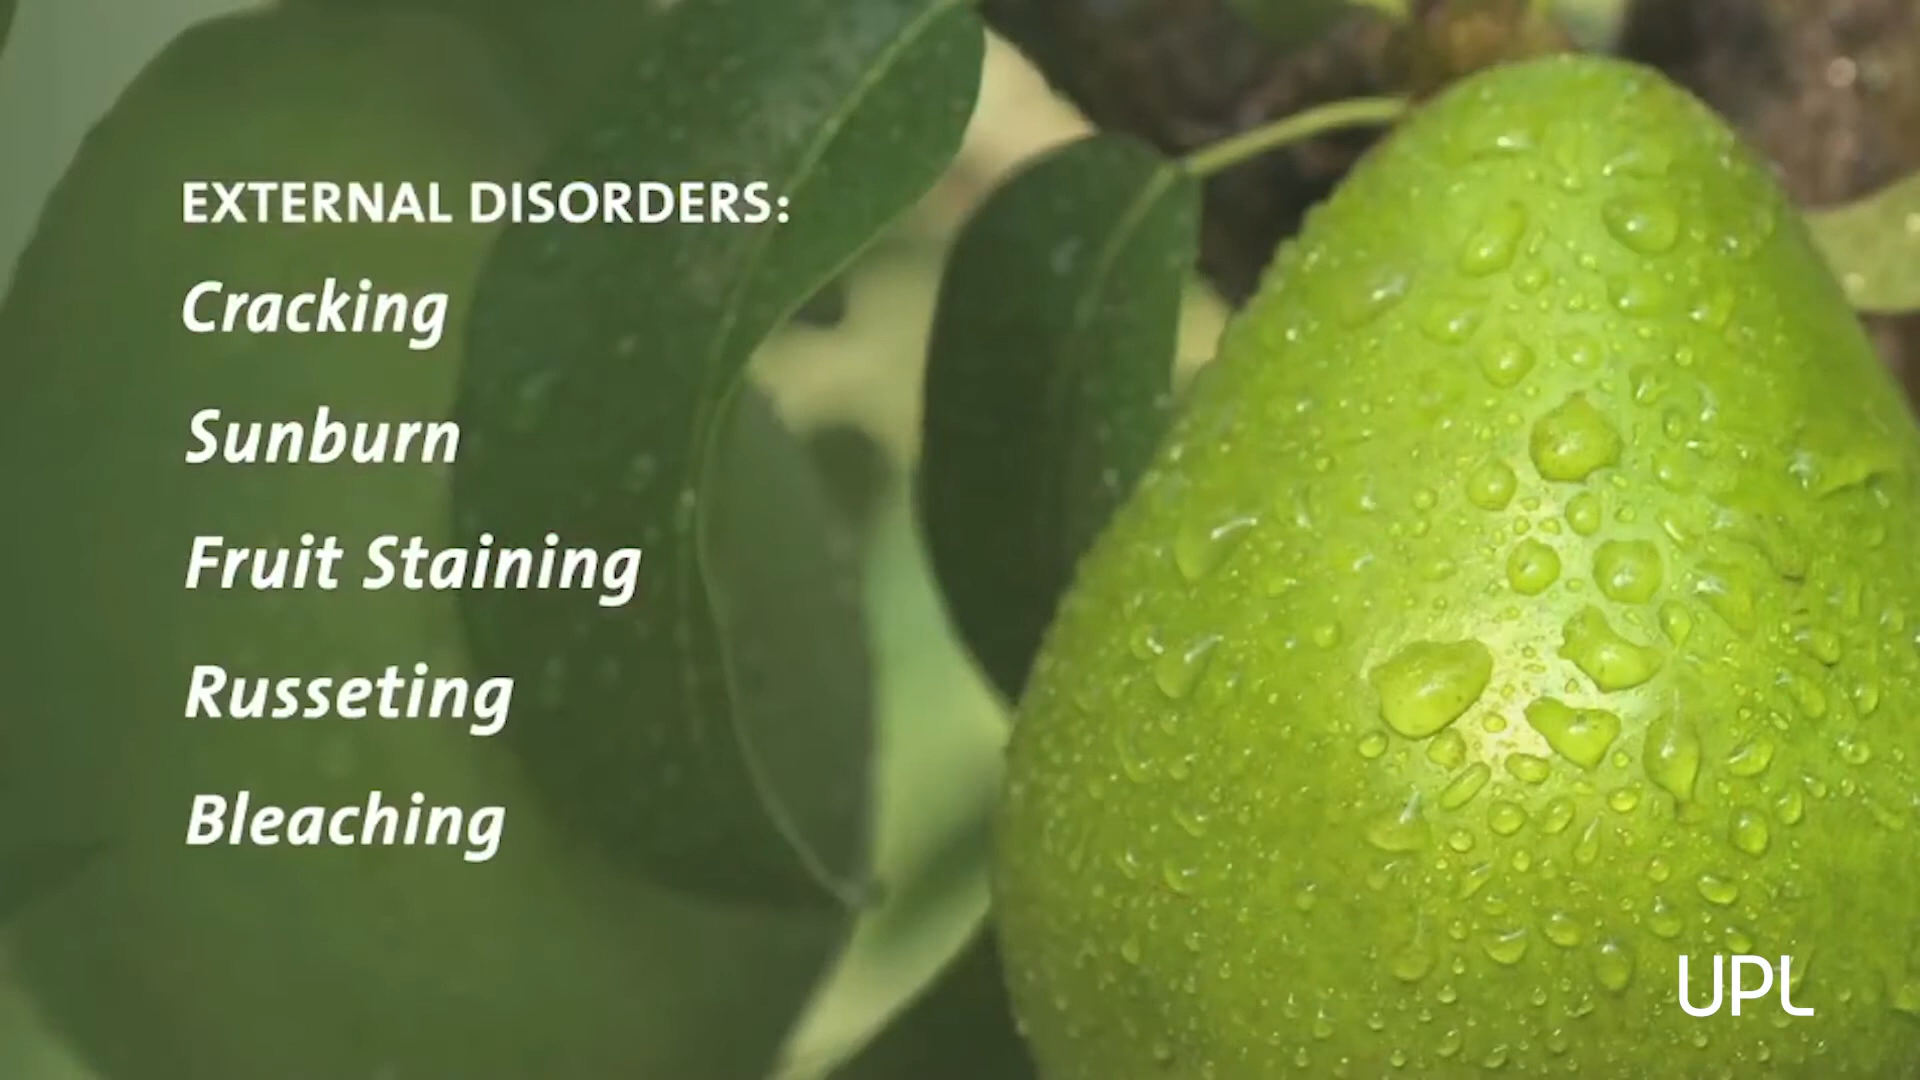 EXTERNAL DISORDERS:
Cracking
Sunburn
Fruit Staining
Russeting
Bleaching
UPL